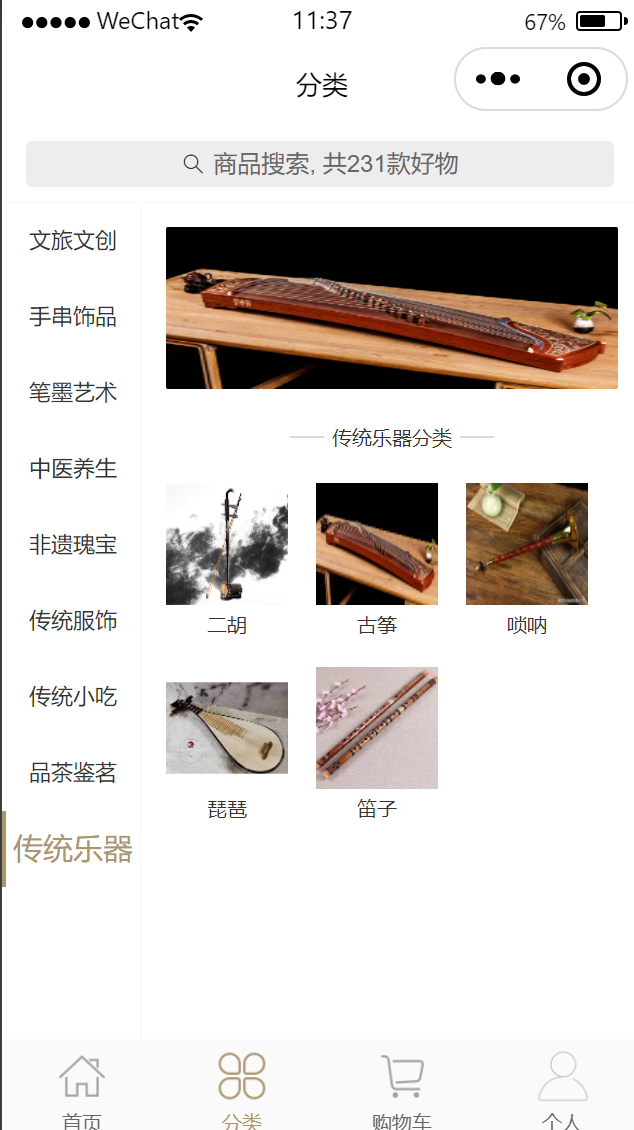 ●●●●● WeChat 11:37 67%
分类
商品搜索, 共231款好物
文旅文创
手串饰品
笔墨艺术
中医养生
非遗瑰宝
传统服饰
传统小吃
品茶鉴茗
传统乐器
传统乐器分类
二胡 古筝 唢呐
琵琶 笛子
首页 分类 购物车 个人